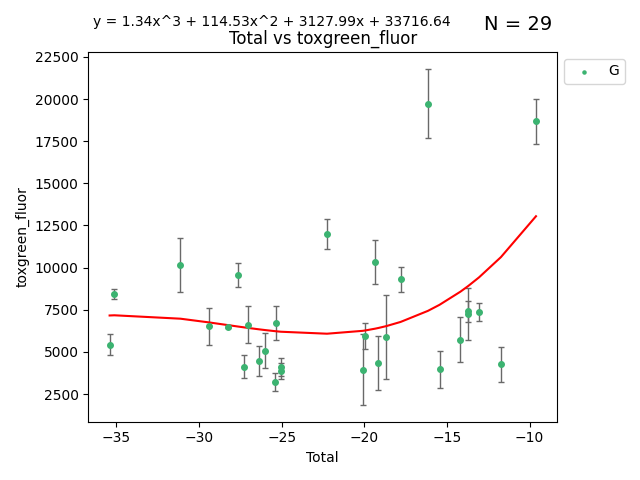 y = 1.34x^3 + 114.53x^2 + 3127.99x + 33716.64
N = 29
Total vs toxgreen_fluor
G
22500
20000
17500
15000
12500
10000
7500
5000
2500
toxgreen_fluor
−35
−30
−25
−20
−15
−10
Total